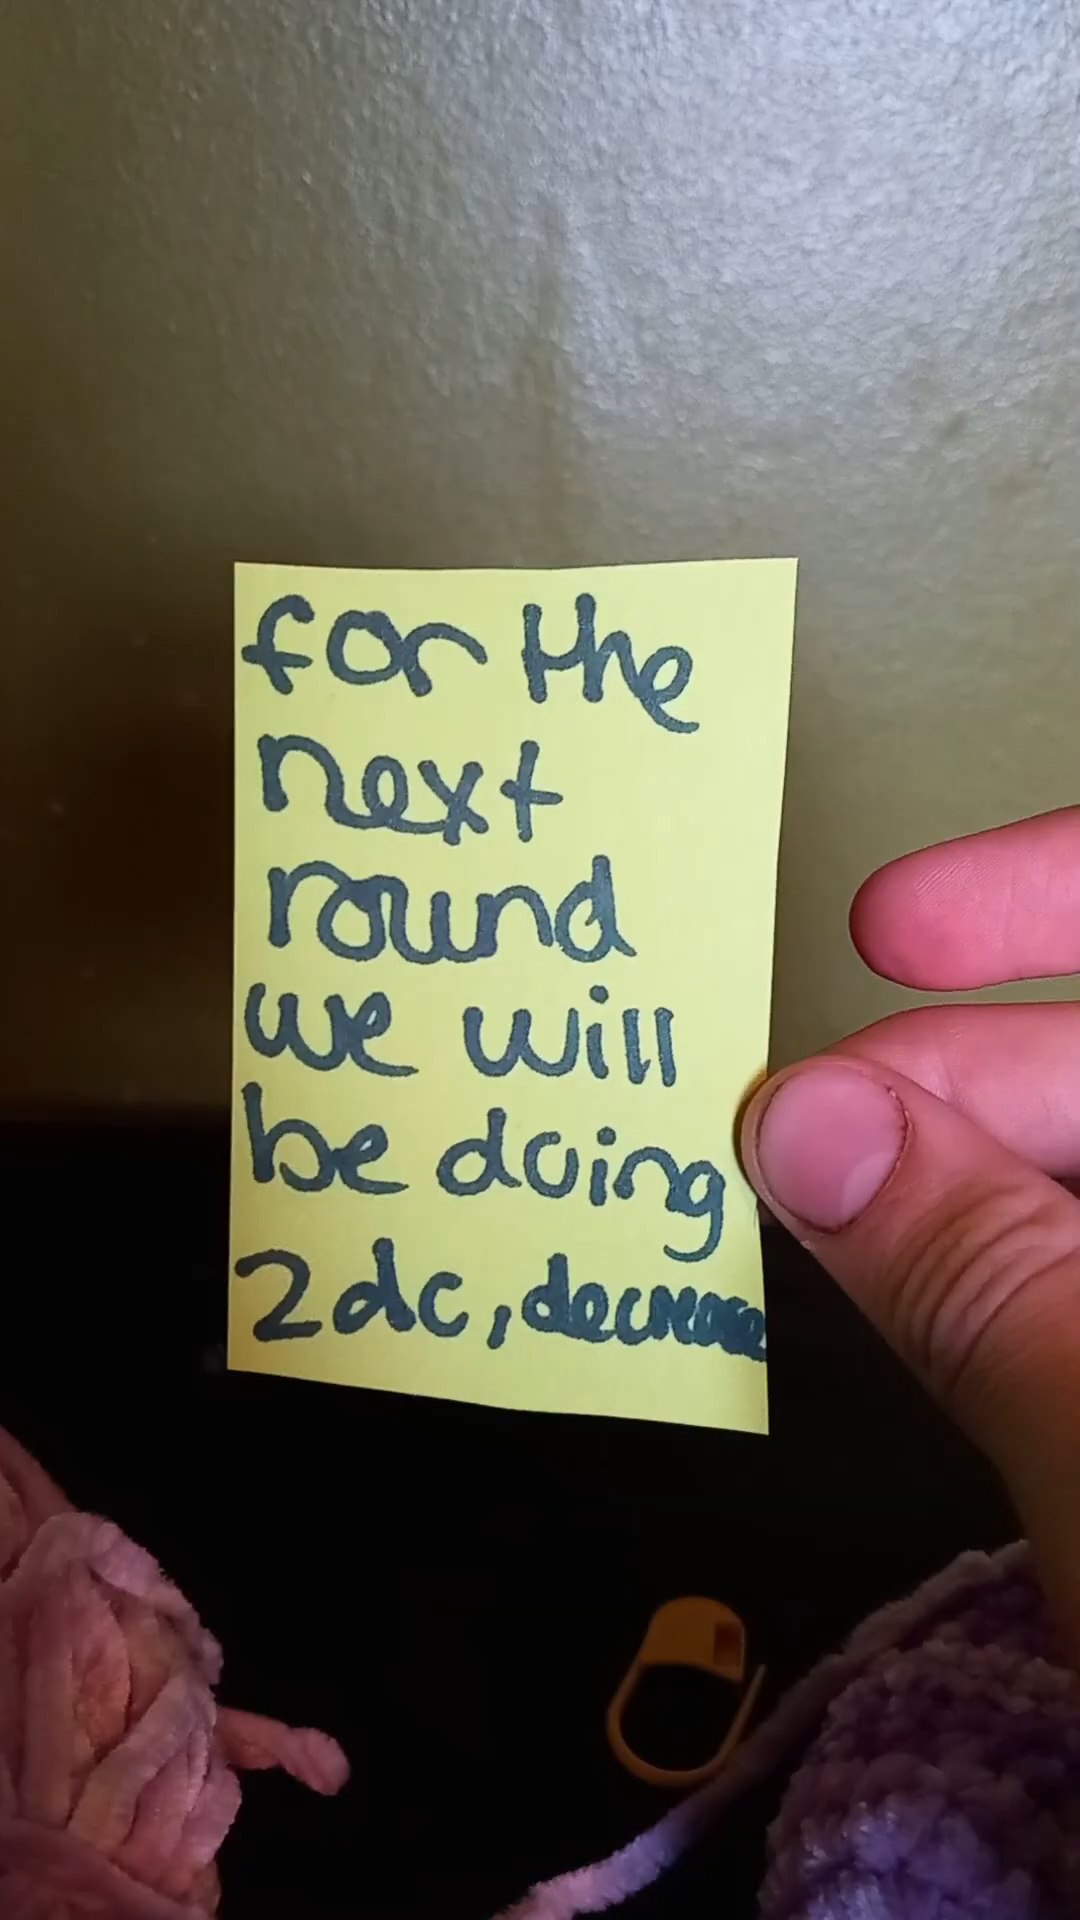 for the
next
round
we will
be doing
2dc, decrease